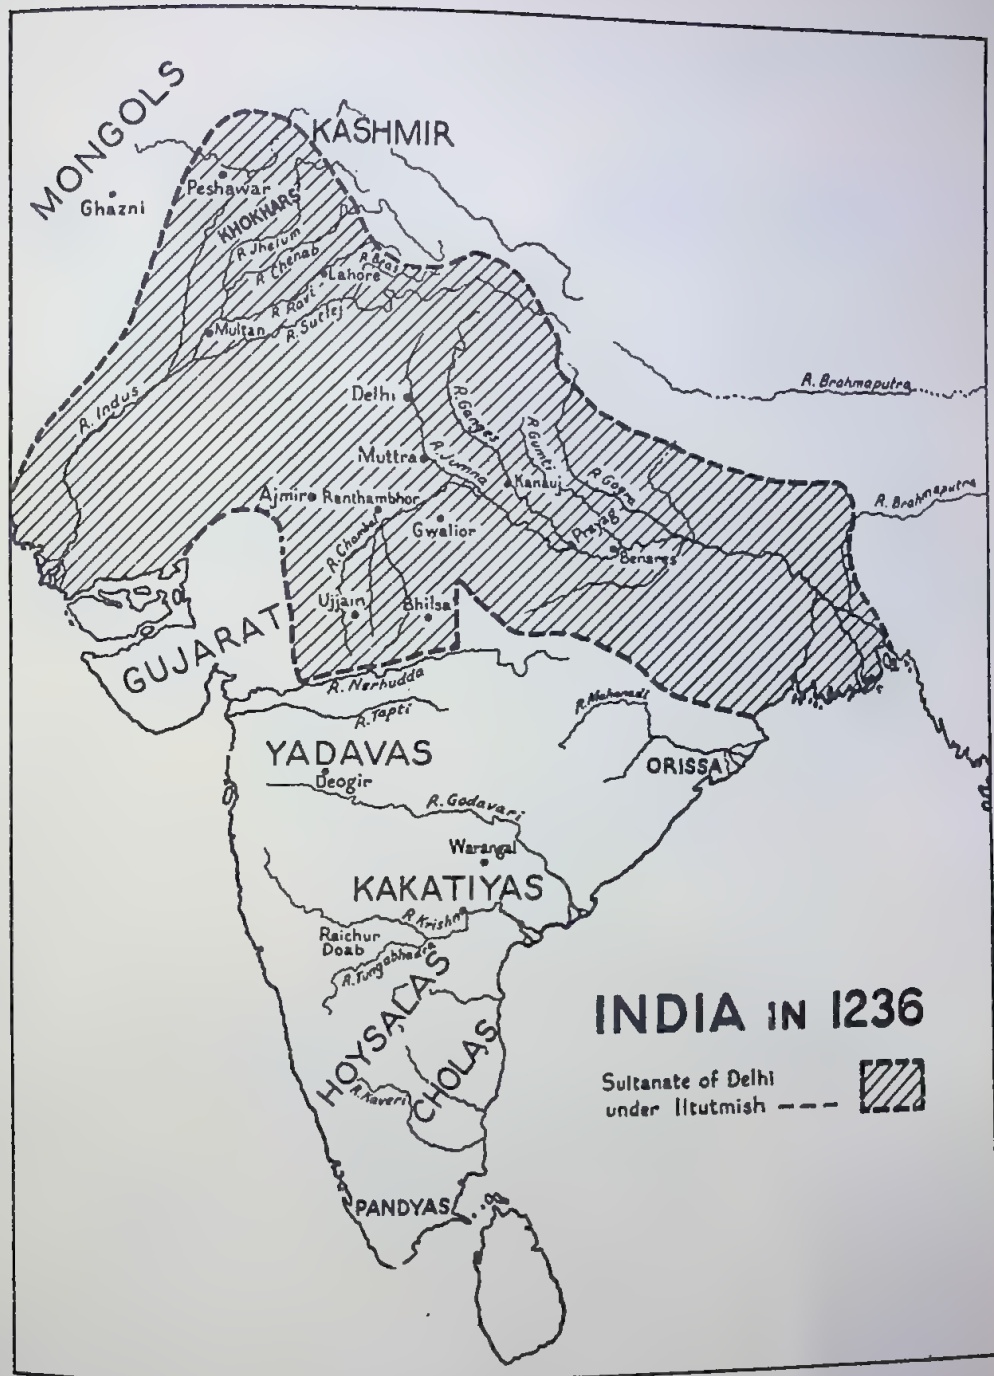 MONGOLS
KASHMIR
Ghazni
Peshawar
KHOKHARS
R. Jhelum
R. Chenab
R. Beas
Lahore
R. Ravi
Multan
R. Sutlej
R. Indus
R. Brahmaputra
Delhi
R. Ganges
R. Gumti
Muttra
R. Jumna
Kanauj
R. Gogra
R. Brahmaputra
Ajmir
Ranthambhor
Gwalior
Prayag
R. Chambal
Benares
Ujjain
Bhilsa
GUJARAT
R. Nerhudda
R. Tapti
R. Mahanadi
YADAVAS
Deogir
ORISSA
R. Godavari
Warangal
KAKATIYAS
R. Krishna
Raichur
Doab
R. Tungabhadra
HOYSALAS
CHOLAS
R. Kaveri
PANDYAS
INDIA IN 1236
Sultanate of Delhi
under Iltutmish